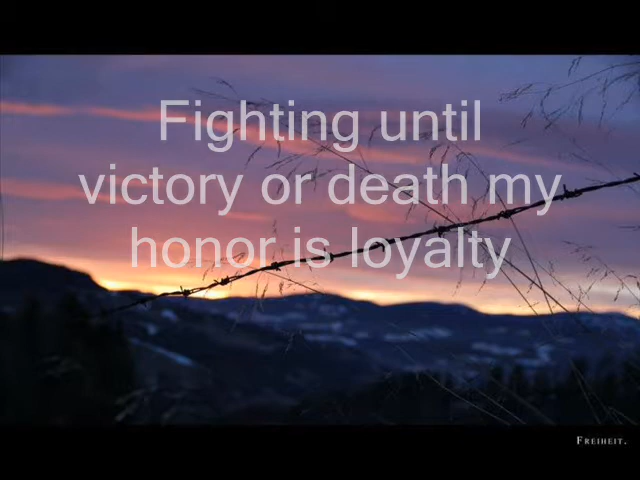 Fighting until
victory or death my
honor is loyalty
FREIHEIT.